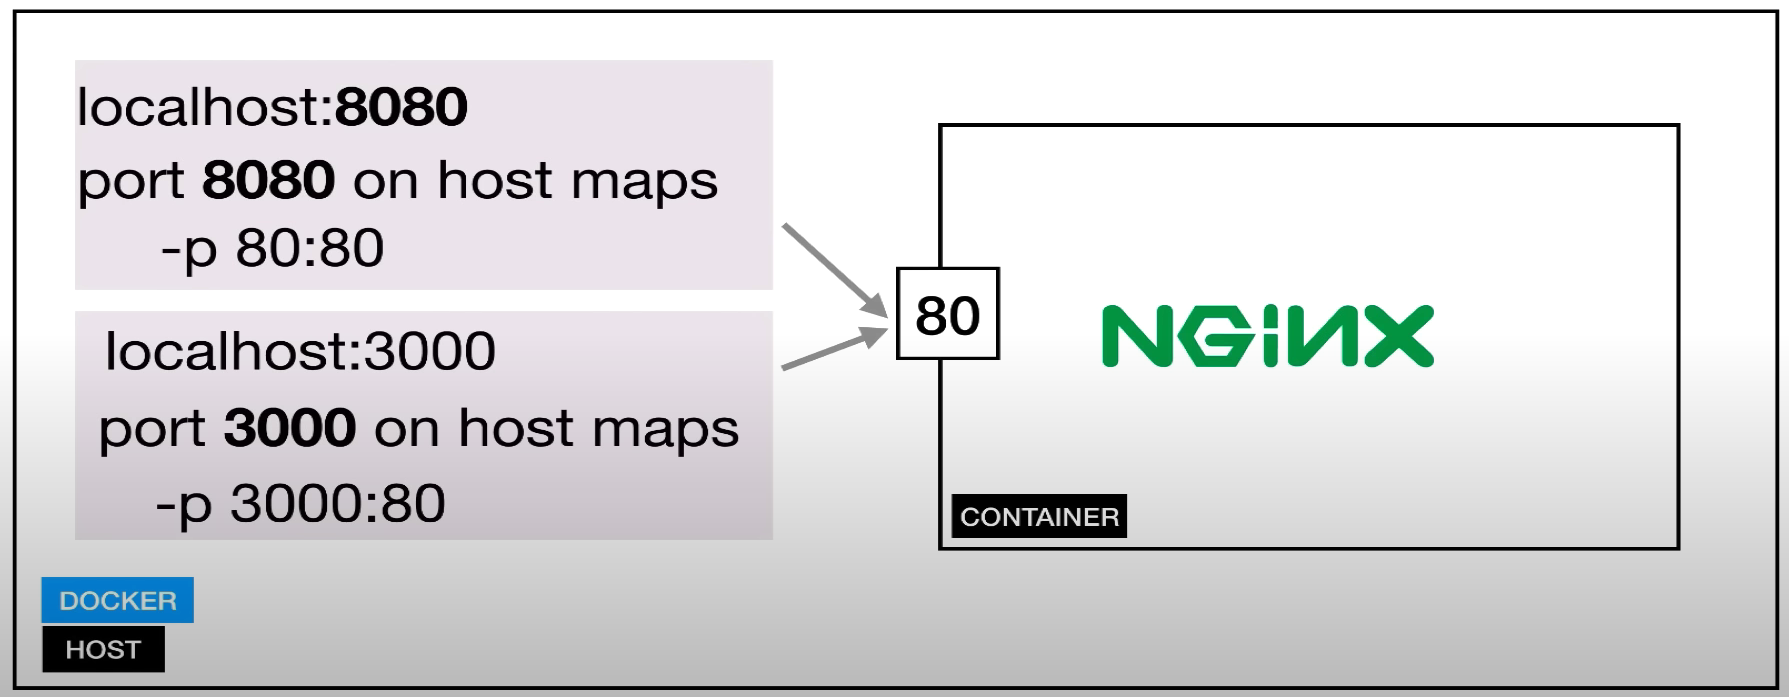 localhost:8080
port 8080 on host maps
-p 80:80
localhost:3000
port 3000 on host maps
-p 3000:80
80
NGINX
CONTAINER
DOCKER
HOST